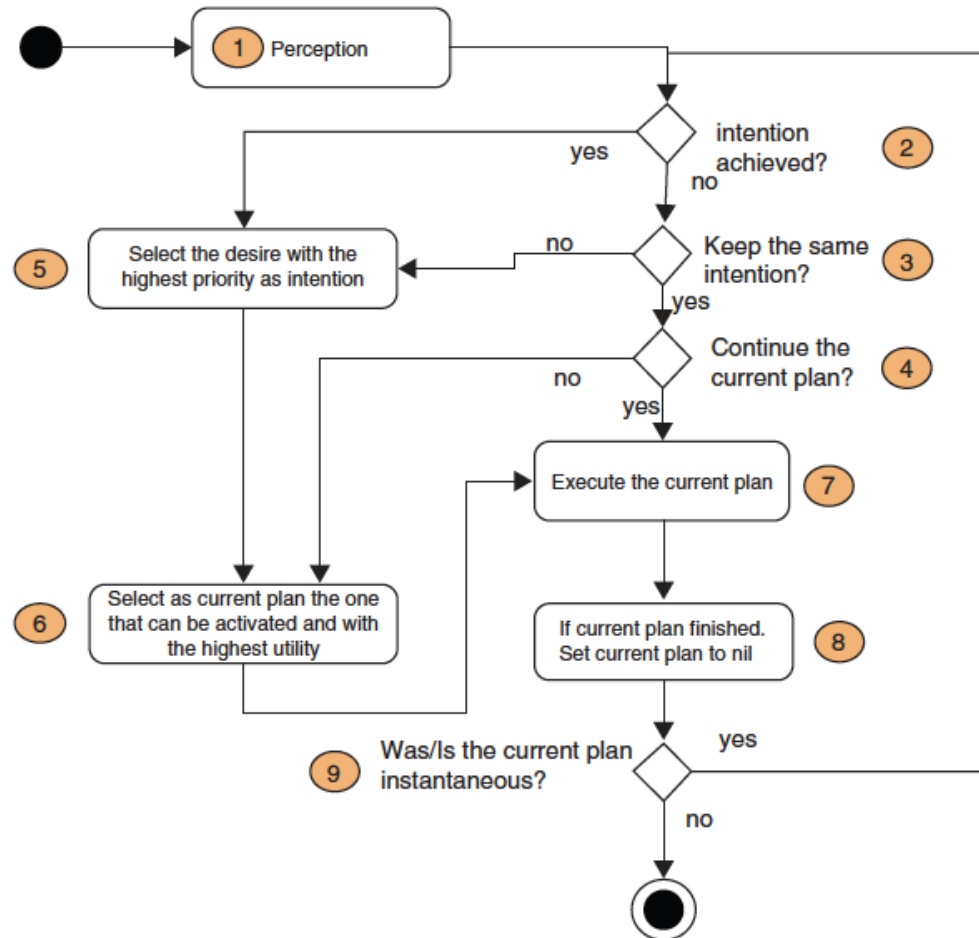 1 Perception
intention
achieved?
2
yes
no
5
Select the desire with the
highest priority as intention
no
Keep the same
intention?
3
yes
Continue the
current plan?
4
no
yes
Execute the current plan
7
6
Select as current plan the one
that can be activated and with
the highest utility
If current plan finished.
Set current plan to nil
8
9
Was/Is the current plan
instantaneous?
yes
no